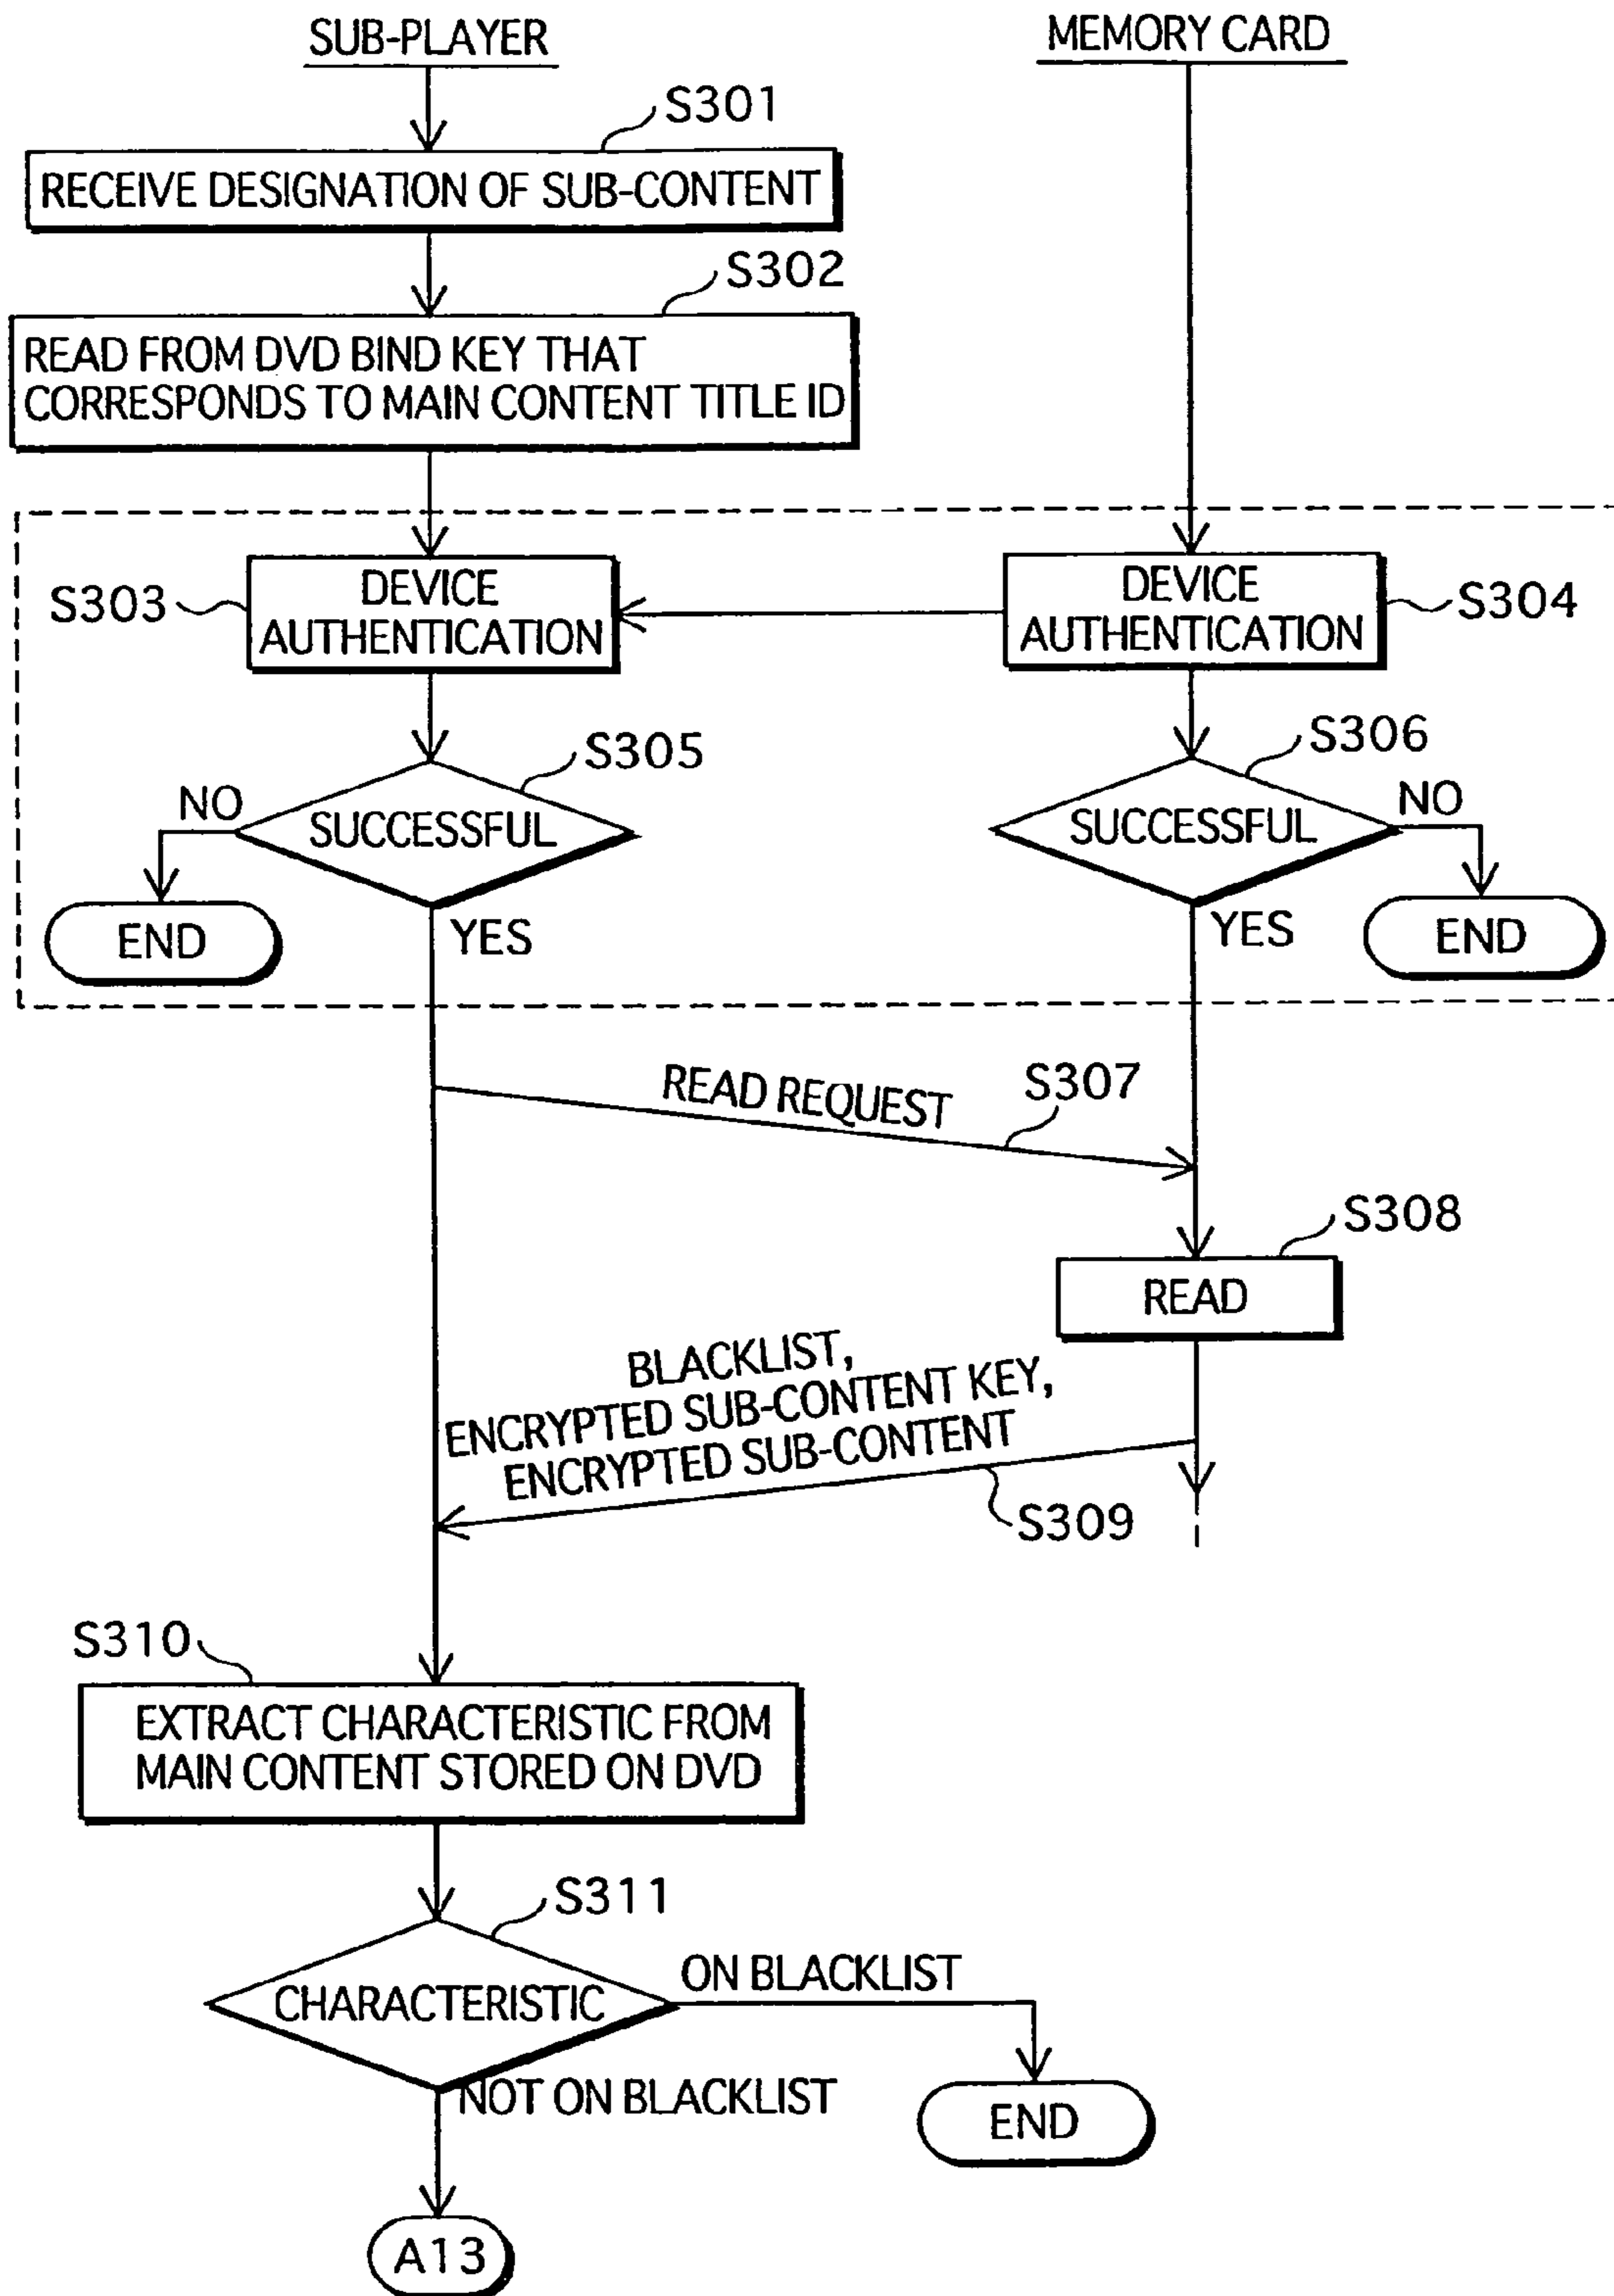 SUB-PLAYER
MEMORY CARD
S301
RECEIVE DESIGNATION OF SUB-CONTENT
S302
READ FROM DVD BIND KEY THAT
CORRESPONDS TO MAIN CONTENT TITLE ID
S303
DEVICE
AUTHENTICATION
DEVICE
AUTHENTICATION
S304
S305
NO
SUCCESSFUL
S306
SUCCESSFUL
NO
END
YES
YES
END
READ REQUEST
S307
S308
READ
BLACKLIST,
ENCRYPTED SUB-CONTENT KEY,
ENCRYPTED SUB-CONTENT
S309
S310
EXTRACT CHARACTERISTIC FROM
MAIN CONTENT STORED ON DVD
S311
CHARACTERISTIC
ON BLACKLIST
NOT ON BLACKLIST
END
A13